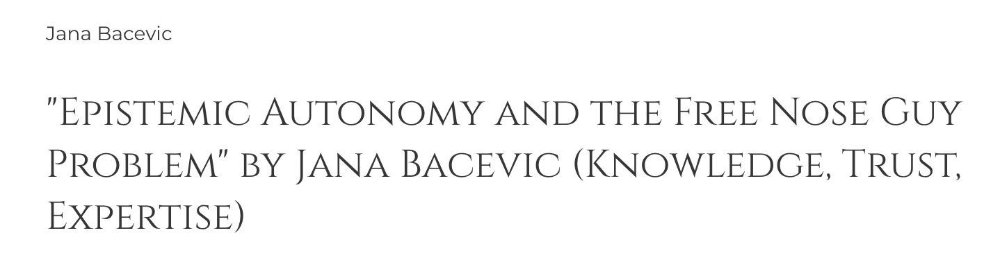 Jana Bacevic
"Epistemic Autonomy and the Free Nose Guy
Problem" by Jana Bacevic (Knowledge, Trust,
Expertise)